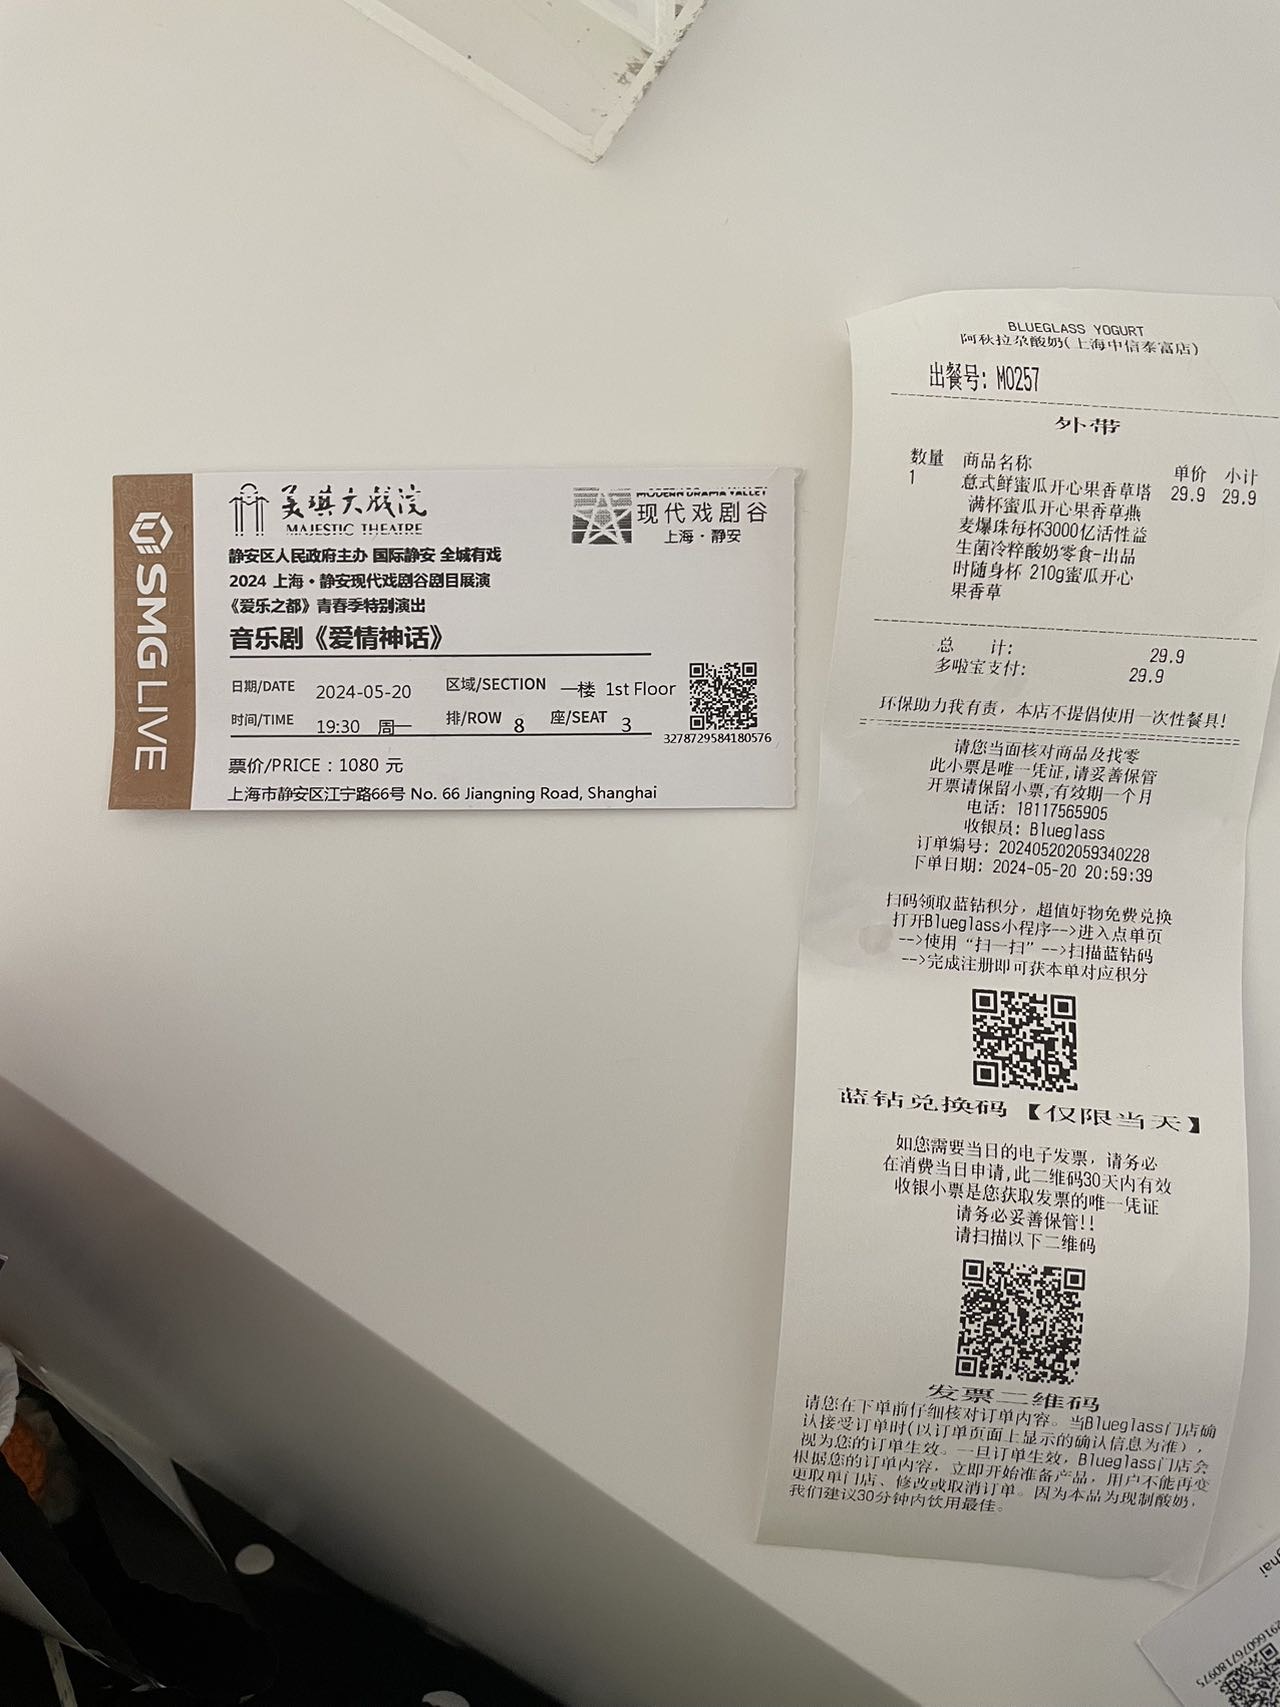 SMG LIVE
美琪大戏院
MAJESTIC THEATRE
MODERN DRAMA VALLEY
现代戏剧谷
上海·静安
静安区人民政府主办 国际静安 全城有戏
2024 上海·静安现代戏剧谷剧目展演
《爱乐之都》青春季特别演出
音乐剧《爱情神话》
日期/DATE 2024-05-20 区域/SECTION 一楼 1st Floor
时间/TIME 19:30 周一 排/ROW 8 座/SEAT 3
3278729584180576
票价/PRICE：1080 元
上海市静安区江宁路66号 No. 66 Jiangning Road, Shanghai
BLUEGLASS YOGURT
阿秋拉尕酸奶(上海中信泰富店)
出餐号: M0257
外带
数量 商品名称 单价 小计
1 意式鲜蜜瓜开心果香草塔 29.9 29.9
满杯蜜瓜开心果香草燕
麦爆珠每杯3000亿活性益
生菌冷粹酸奶零食-出品
时随身杯 210g蜜瓜开心
果香草
总 计: 29.9
多啦宝支付: 29.9
环保助力我有责，本店不提倡使用一次性餐具!
请您当面核对商品及找零
此小票是唯一凭证,请妥善保管
开票请保留小票,有效期一个月
电话: 18117565905
收银员: Blueglass
订单编号: 202405202059340228
下单日期: 2024-05-20 20:59:39
扫码领取蓝钻积分，超值好物免费兑换
打开Blueglass小程序-->进入点单页
-->使用“扫一扫”-->扫描蓝钻码
-->完成注册即可获本单对应积分
蓝钻兑换码【仅限当天】
如您需要当日的电子发票，请务必
在消费当日申请,此二维码30天内有效
收银小票是您获取发票的唯一凭证
请务必妥善保管!!
请扫描以下二维码
发票二维码
请您在下单前仔细核对订单内容。当Blueglass门店确
认接受订单时(以订单页面上显示的确认信息为准)，
视为您的订单生效。一旦订单生效，Blueglass门店会
根据您的订单内容，立即开始准备产品，用户不能再变
更取单门店、修改或取消订单。因为本品为现制酸奶，
我们建议30分钟内饮用最佳。